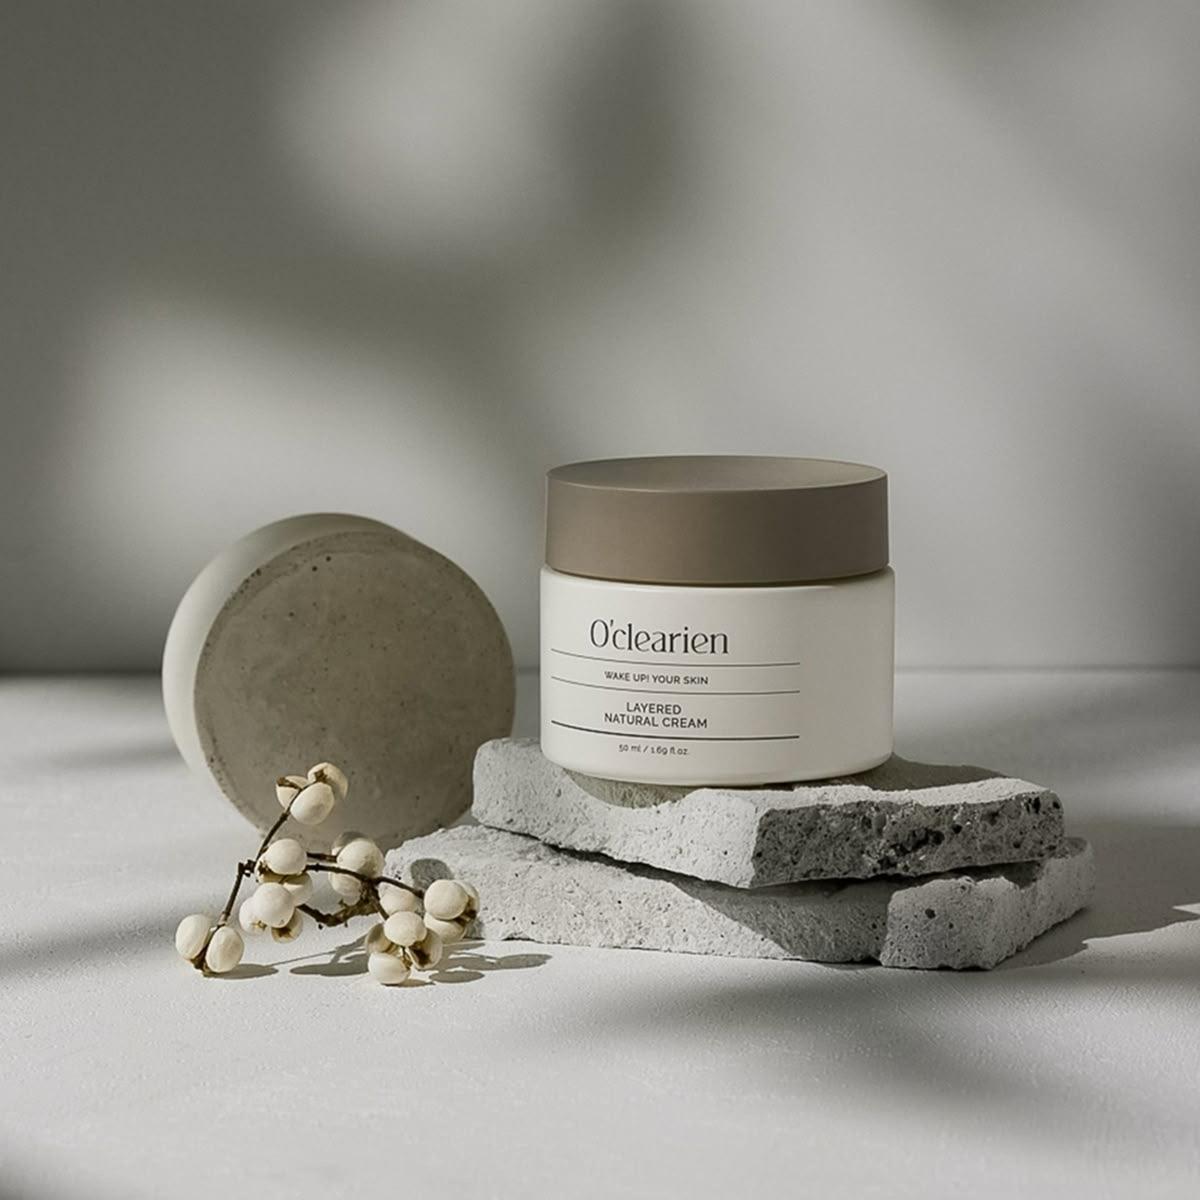 O'clearien
WAKE UP! YOUR SKIN
LAYERED
NATURAL CREAM
50 ml / 1.69 fl.oz.